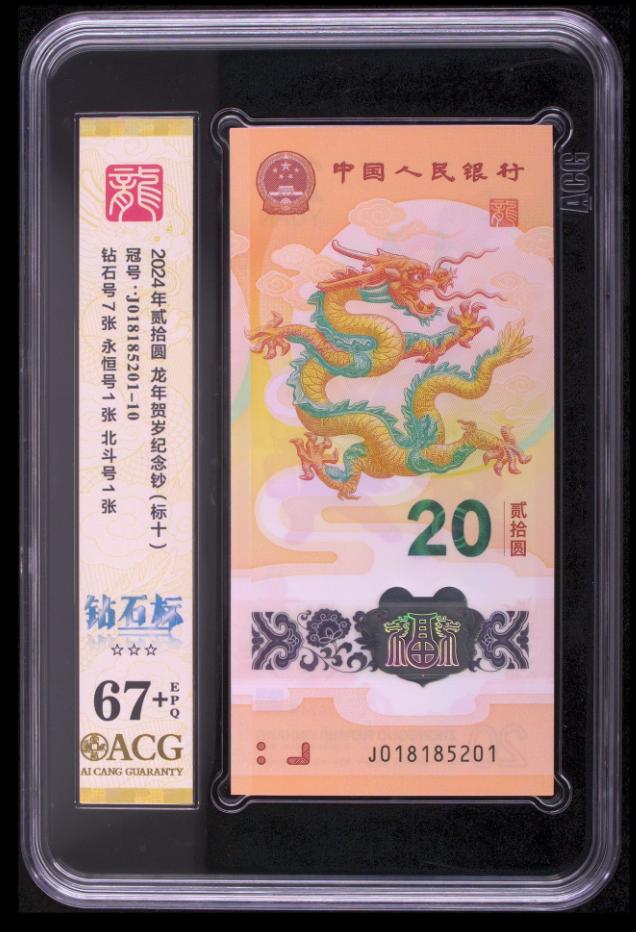 龍
2024年贰拾圆 龙年贺岁纪念钞（标十）
冠号：J018185201-10
钻石号7张 永恒号1张 北斗号1张
钻石标
☆☆☆
67+
EPQ
ACG
AI CANG GUARANTY
中国人民银行
龍
20
贰拾圆
福
J018185201
ACG